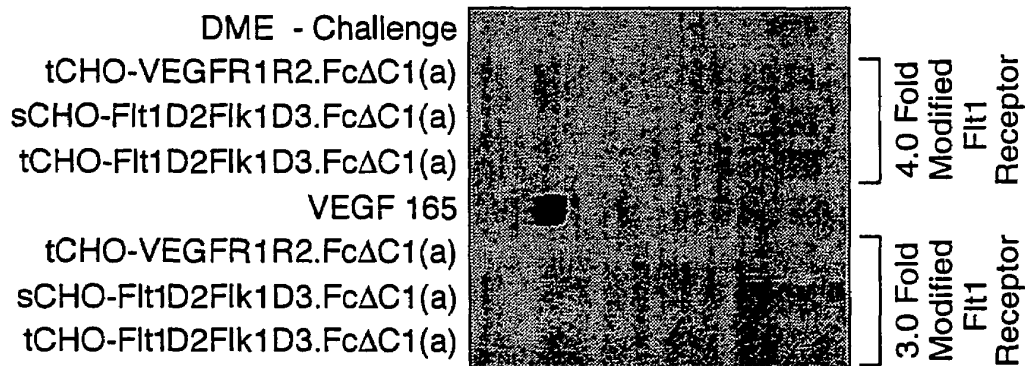 DME - Challenge
tCHO-VEGFR1R2.FcΔC1(a)
sCHO-Flt1D2Flk1D3.FcΔC1(a)
tCHO-Flt1D2Flk1D3.FcΔC1(a)
VEGF 165
tCHO-VEGFR1R2.FcΔC1(a)
sCHO-Flt1D2Flk1D3.FcΔC1(a)
tCHO-Flt1D2Flk1D3.FcΔC1(a)
4.0 Fold
Modified
Flt1
Receptor
3.0 Fold
Modified
Flt1
Receptor